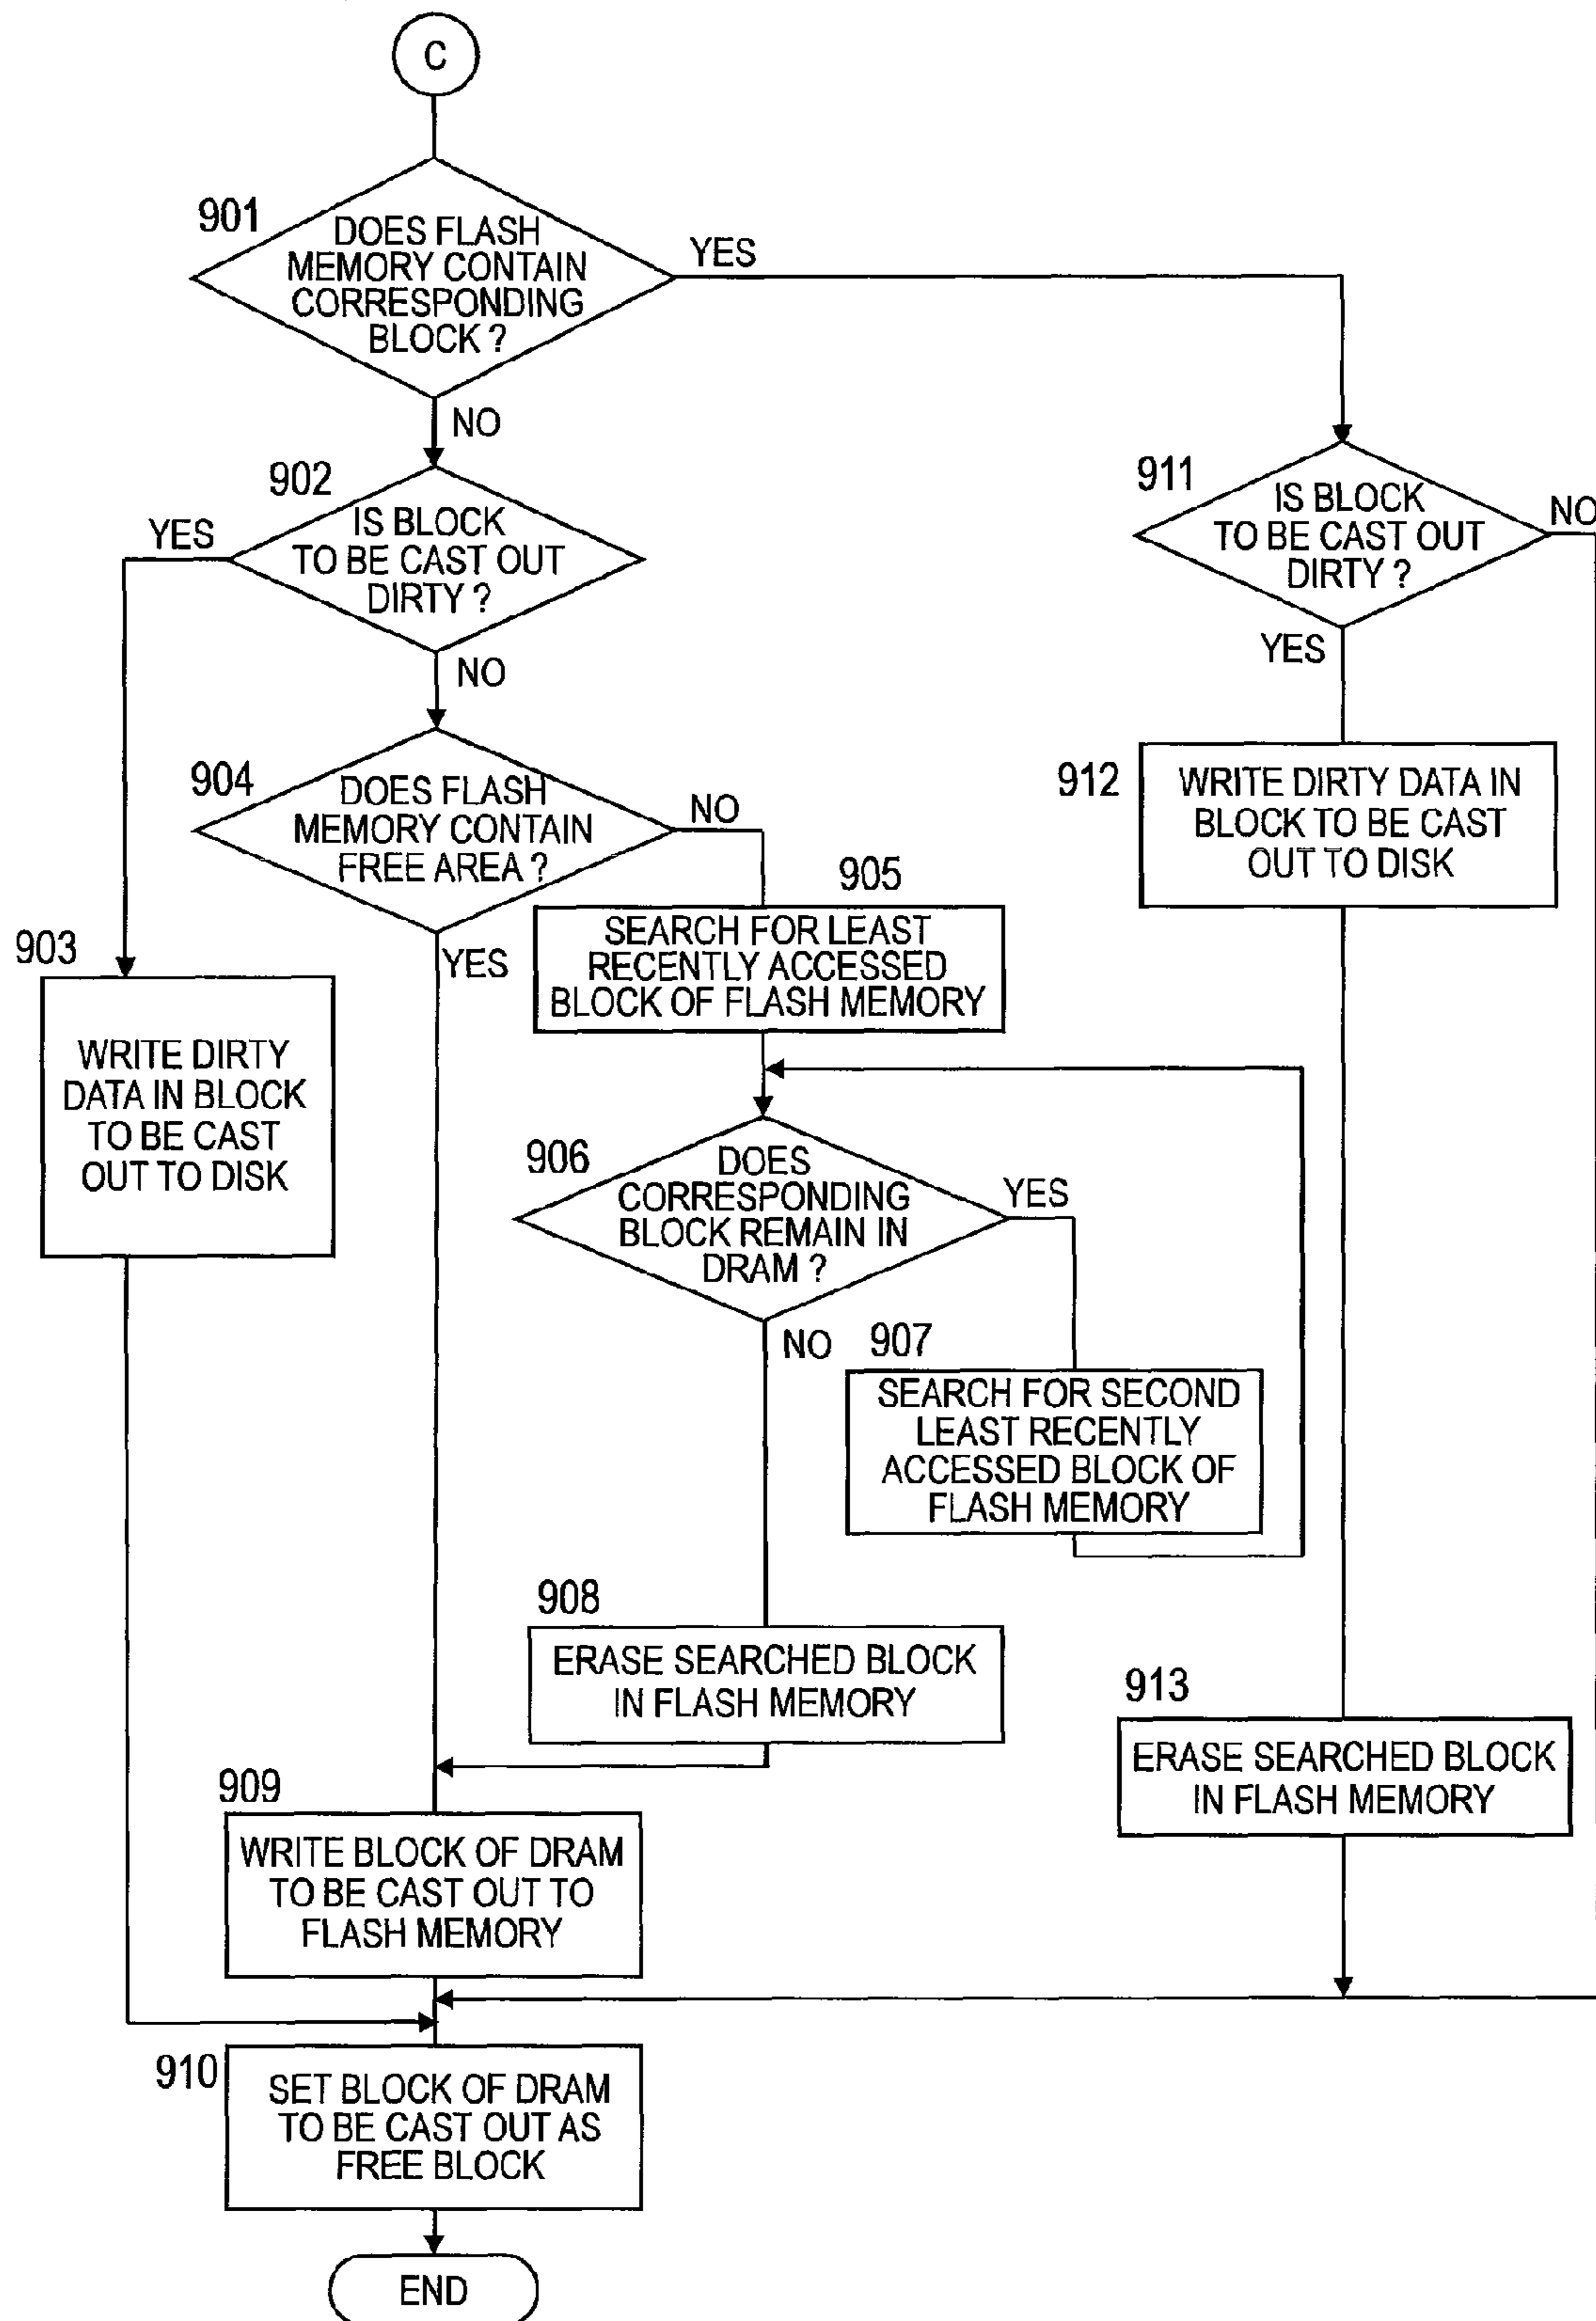 C
901
DOES FLASH
MEMORY CONTAIN
CORRESPONDING
BLOCK ?
YES
NO
902
IS BLOCK
TO BE CAST OUT
DIRTY ?
YES
NO
911
IS BLOCK
TO BE CAST OUT
DIRTY ?
NO
YES
904
DOES FLASH
MEMORY CONTAIN
FREE AREA ?
NO
YES
912
WRITE DIRTY DATA IN
BLOCK TO BE CAST
OUT TO DISK
905
SEARCH FOR LEAST
RECENTLY ACCESSED
BLOCK OF FLASH MEMORY
903
WRITE DIRTY
DATA IN BLOCK
TO BE CAST
OUT TO DISK
906
DOES
CORRESPONDING
BLOCK REMAIN IN
DRAM ?
YES
NO
907
SEARCH FOR SECOND
LEAST RECENTLY
ACCESSED BLOCK OF
FLASH MEMORY
908
ERASE SEARCHED BLOCK
IN FLASH MEMORY
913
ERASE SEARCHED BLOCK
IN FLASH MEMORY
909
WRITE BLOCK OF DRAM
TO BE CAST OUT TO
FLASH MEMORY
910
SET BLOCK OF DRAM
TO BE CAST OUT AS
FREE BLOCK
END